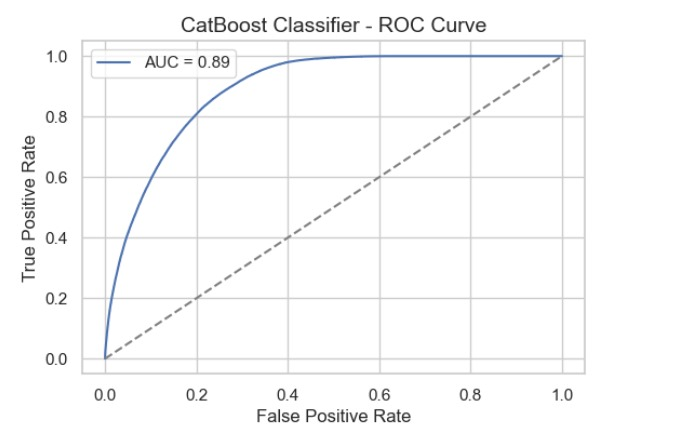 CatBoost Classifier - ROC Curve
AUC = 0.89
True Positive Rate
1.0
0.8
0.6
0.4
0.2
0.0
0.0 0.2 0.4 0.6 0.8 1.0
False Positive Rate